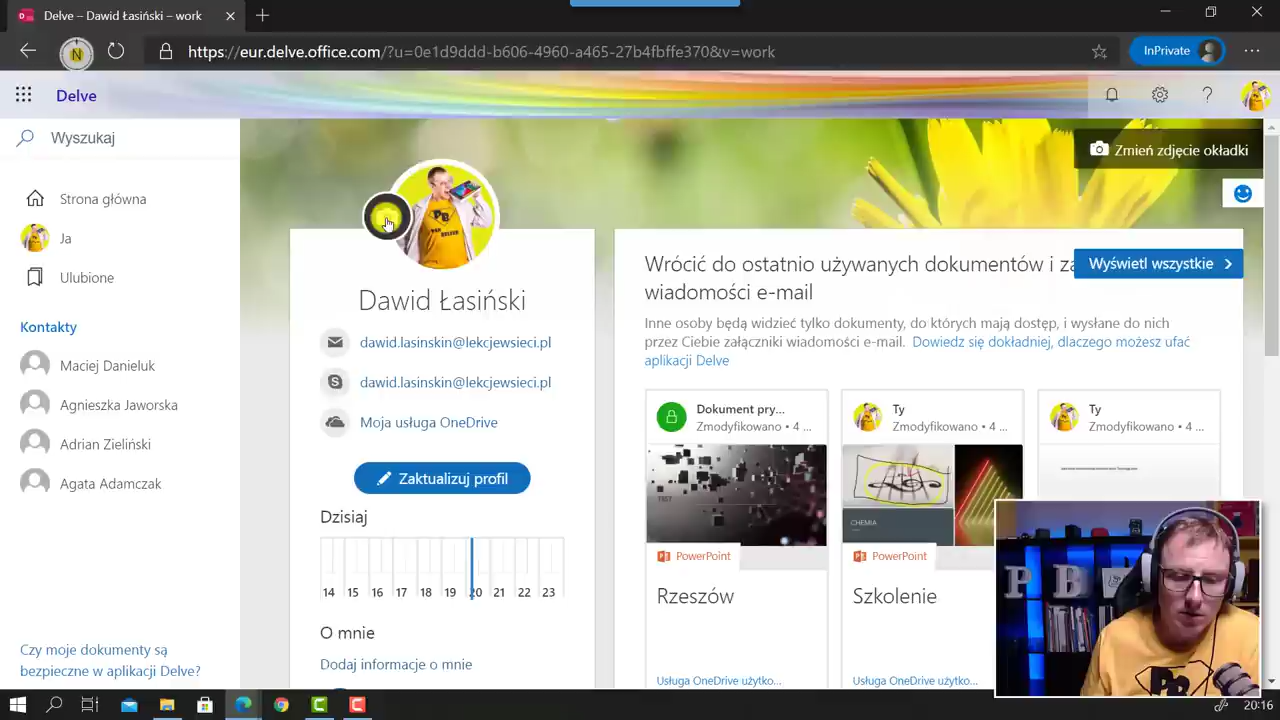 Dawid Łasiński – work
https://eur.delve.office.com/?u=0e1d9ddd-b606-4960-a465-27b4fbffe370&v=work
InPrivate
N
Delve
Wyszukaj
Zmień zdjęcie okładki
Strona główna
Ja
Ulubione
Kontakty
Maciej Danieluk
Agnieszka Jaworska
Adrian Zieliński
Agata Adamczak
Czy moje dokumenty są
bezpieczne w aplikacji Delve?
Dawid Łasiński
dawid.lasinskin@lekcjewsieci.pl
dawid.lasinskin@lekcjewsieci.pl
Moja usługa OneDrive
Zaktualizuj profil
Dzisiaj
14 15 16 17 18 19 20 21 22 23
O mnie
Dodaj informacje o mnie
Wrócić do ostatnio używanych dokumentów i za
Wyświetl wszystkie
wiadomości e-mail
Inne osoby będą widzieć tylko dokumenty, do których mają dostęp, i wysłane do nich
przez Ciebie załączniki wiadomości e-mail. Dowiedz się dokładniej, dlaczego możesz ufać
aplikacji Delve
Dokument pry...
Zmodyfikowano • 4 ...
PowerPoint
Rzeszów
Usługa OneDrive użytko...
Ty
Zmodyfikowano • 4 ...
CHEMIA
PowerPoint
Szkolenie
Usługa OneDrive użytko...
Ty
Zmodyfikowano • 4 ...
P B
PB
20:16